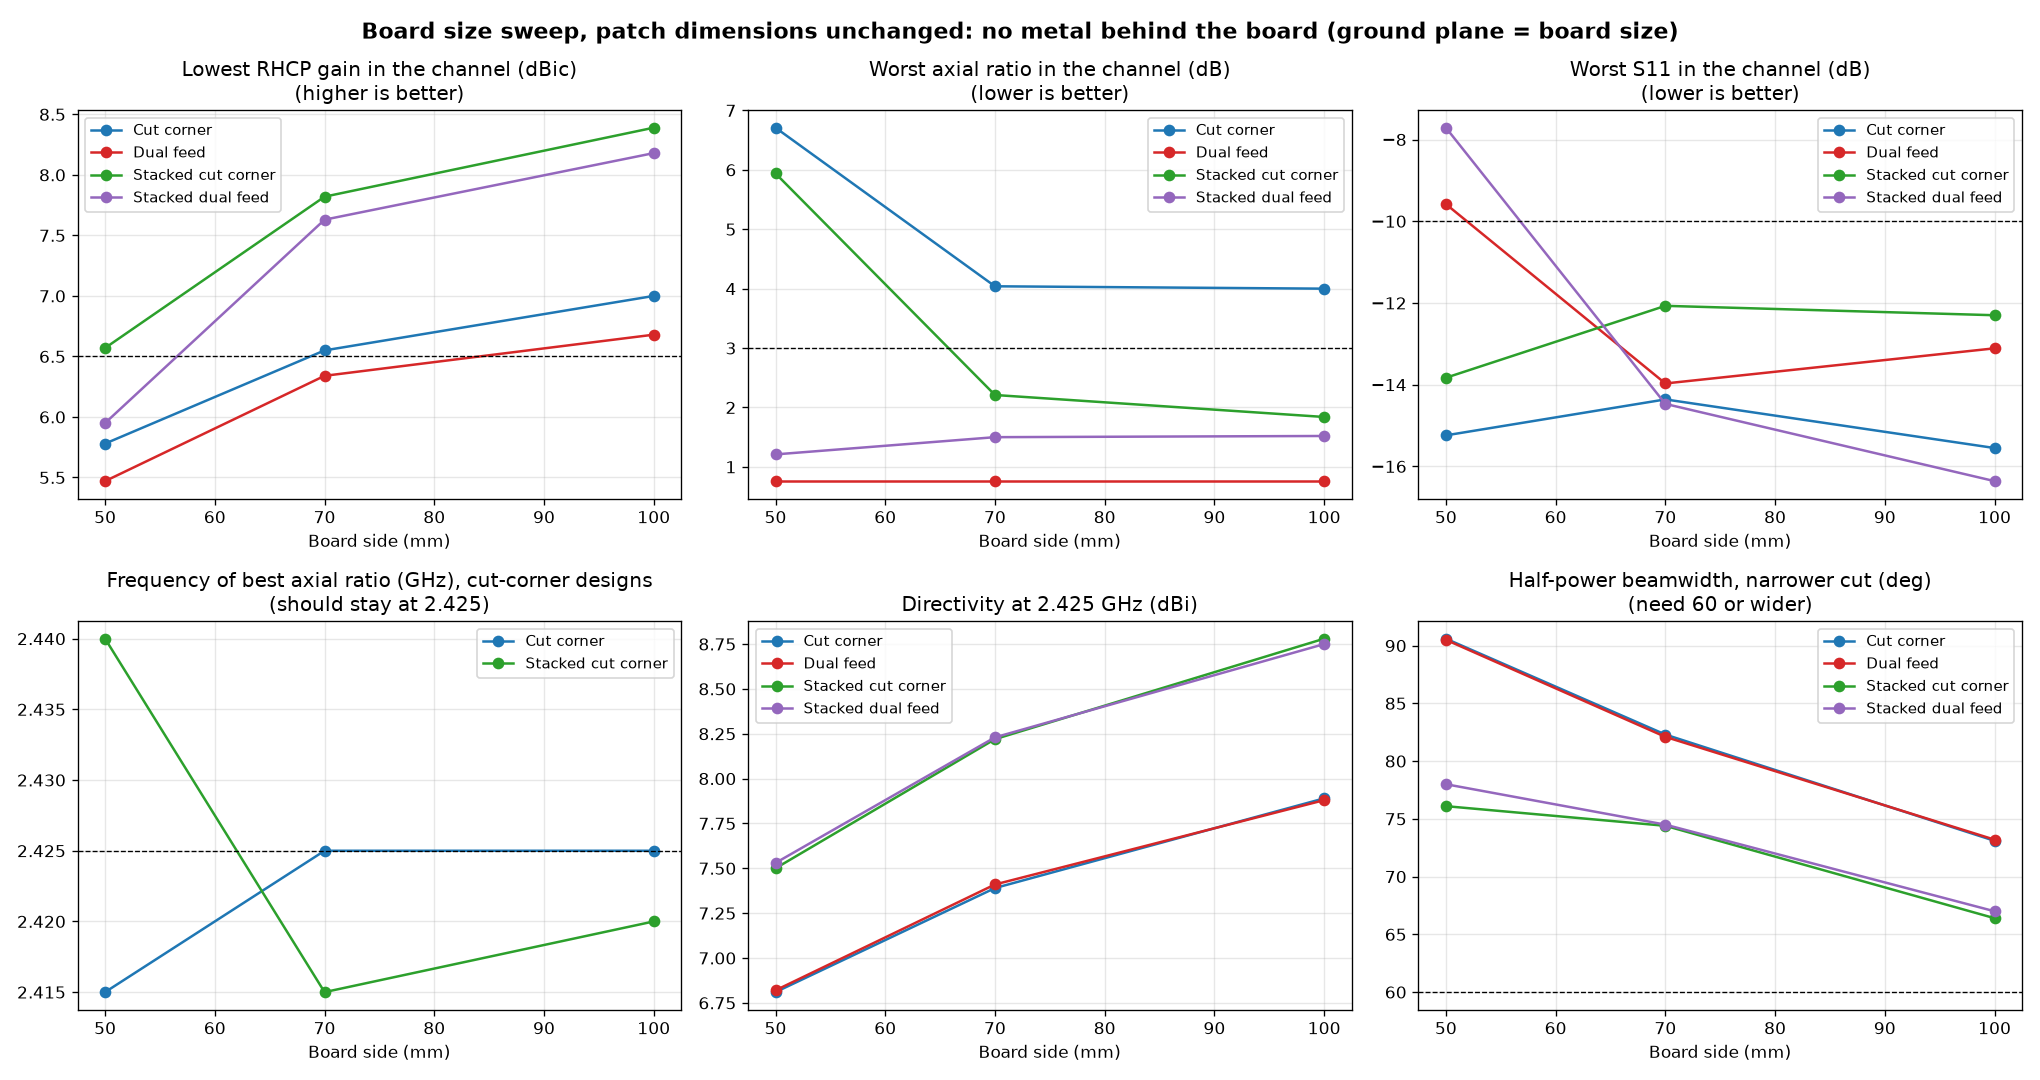 Board size sweep, patch dimensions unchanged: no metal behind the board (ground plane = board size)
Lowest RHCP gain in the channel (dBic)
(higher is better)
8.5
8.0
7.5
7.0
6.5
6.0
5.5
Cut corner
Dual feed
Stacked cut corner
Stacked dual feed
50
60
70
80
90
100
Board side (mm)
Worst axial ratio in the channel (dB)
(lower is better)
7
6
5
4
3
2
1
Cut corner
Dual feed
Stacked cut corner
Stacked dual feed
50
60
70
80
90
100
Board side (mm)
Worst S11 in the channel (dB)
(lower is better)
−8
−10
−12
−14
−16
Cut corner
Dual feed
Stacked cut corner
Stacked dual feed
50
60
70
80
90
100
Board side (mm)
Frequency of best axial ratio (GHz), cut-corner designs
(should stay at 2.425)
2.440
2.435
2.430
2.425
2.420
2.415
Cut corner
Stacked cut corner
50
60
70
80
90
100
Board side (mm)
Directivity at 2.425 GHz (dBi)
8.75
8.50
8.25
8.00
7.75
7.50
7.25
7.00
6.75
Cut corner
Dual feed
Stacked cut corner
Stacked dual feed
50
60
70
80
90
100
Board side (mm)
Half-power beamwidth, narrower cut (deg)
(need 60 or wider)
90
85
80
75
70
65
60
Cut corner
Dual feed
Stacked cut corner
Stacked dual feed
50
60
70
80
90
100
Board side (mm)